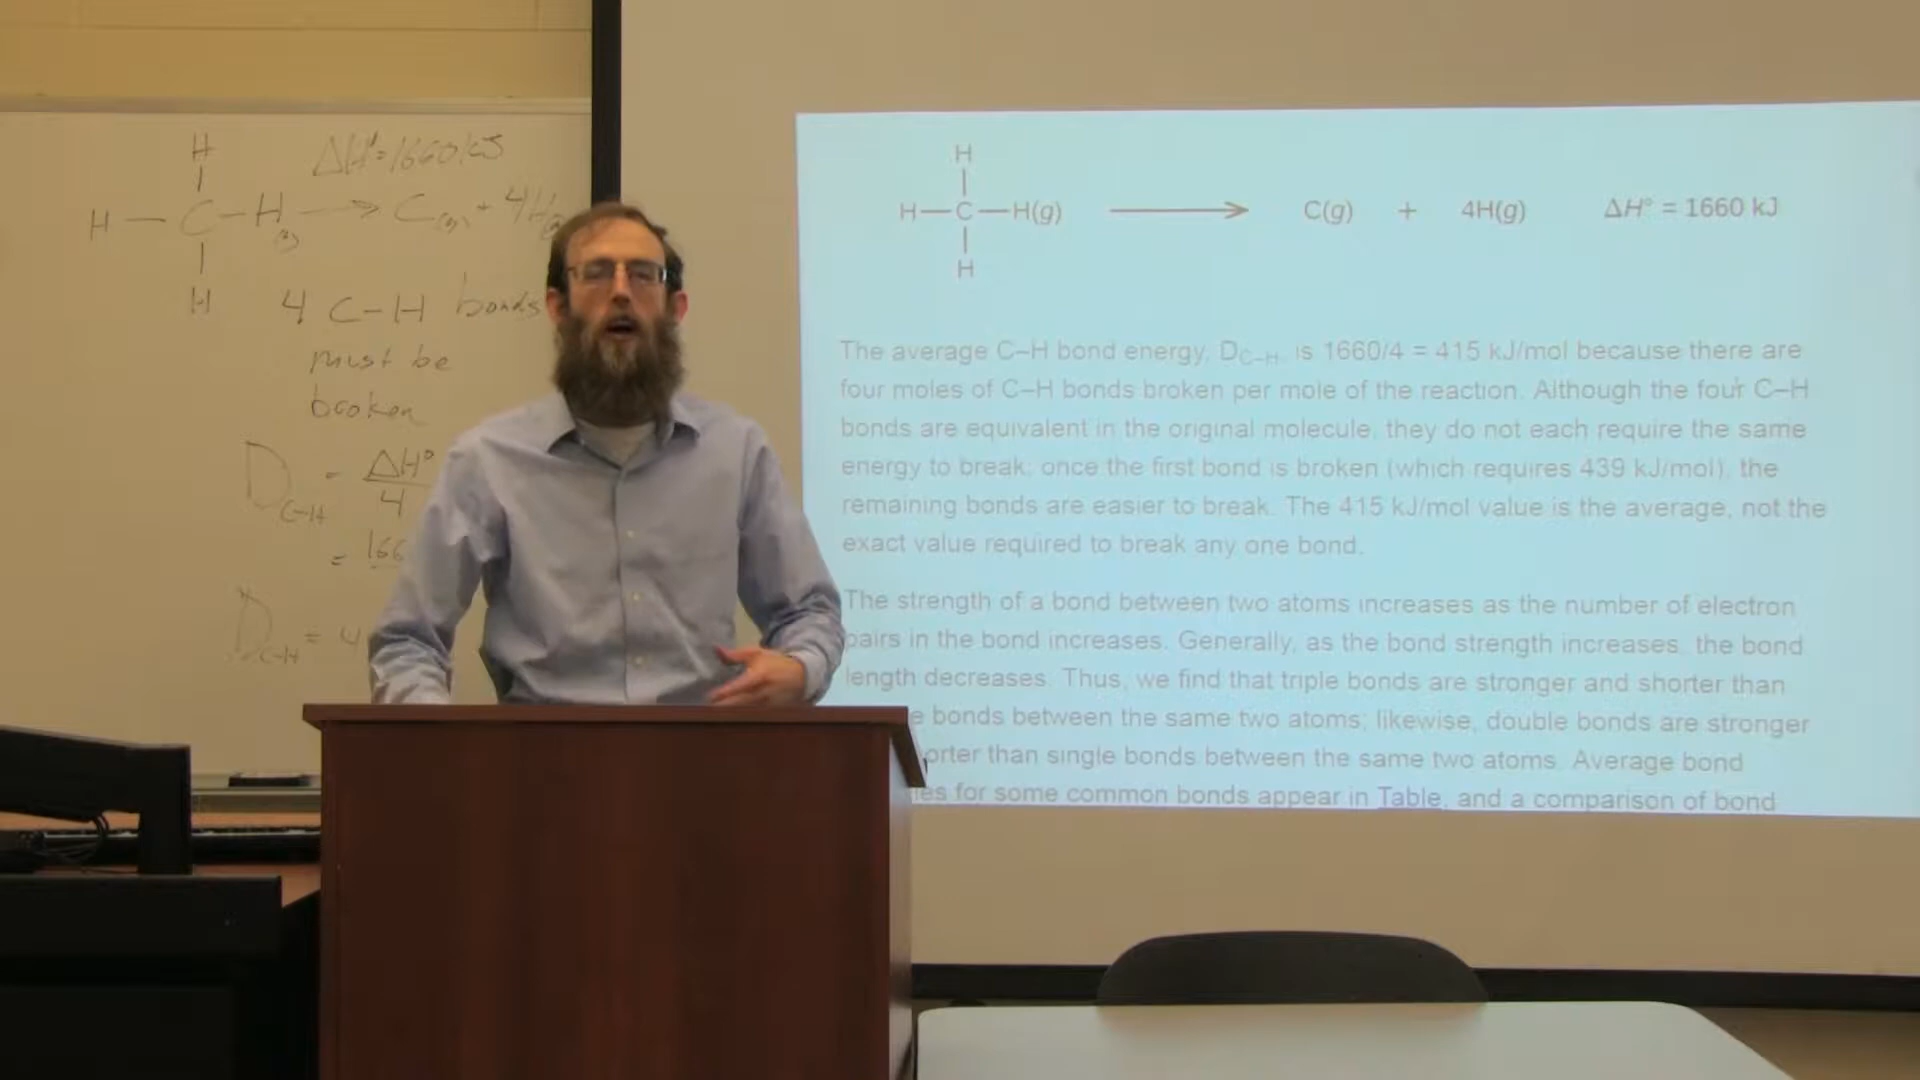 H
ΔH°=1660 kJ
H — C — H(g) → C(g) + 4H(g)
H
4 C-H bonds
must be
broken
D C-H = ΔH° / 4
= 166
D C-H = 4
H
H—C—H(g) → C(g) + 4H(g) ΔH° = 1660 kJ
H
The average C–H bond energy, D C–H, is 1660/4 = 415 kJ/mol because there are
four moles of C–H bonds broken per mole of the reaction. Although the four C–H
bonds are equivalent in the original molecule, they do not each require the same
energy to break; once the first bond is broken (which requires 439 kJ/mol), the
remaining bonds are easier to break. The 415 kJ/mol value is the average, not the
exact value required to break any one bond.
The strength of a bond between two atoms increases as the number of electron
pairs in the bond increases. Generally, as the bond strength increases, the bond
length decreases. Thus, we find that triple bonds are stronger and shorter than
bonds between the same two atoms; likewise, double bonds are stronger
than single bonds between the same two atoms. Average bond
for some common bonds appear in Table, and a comparison of bond